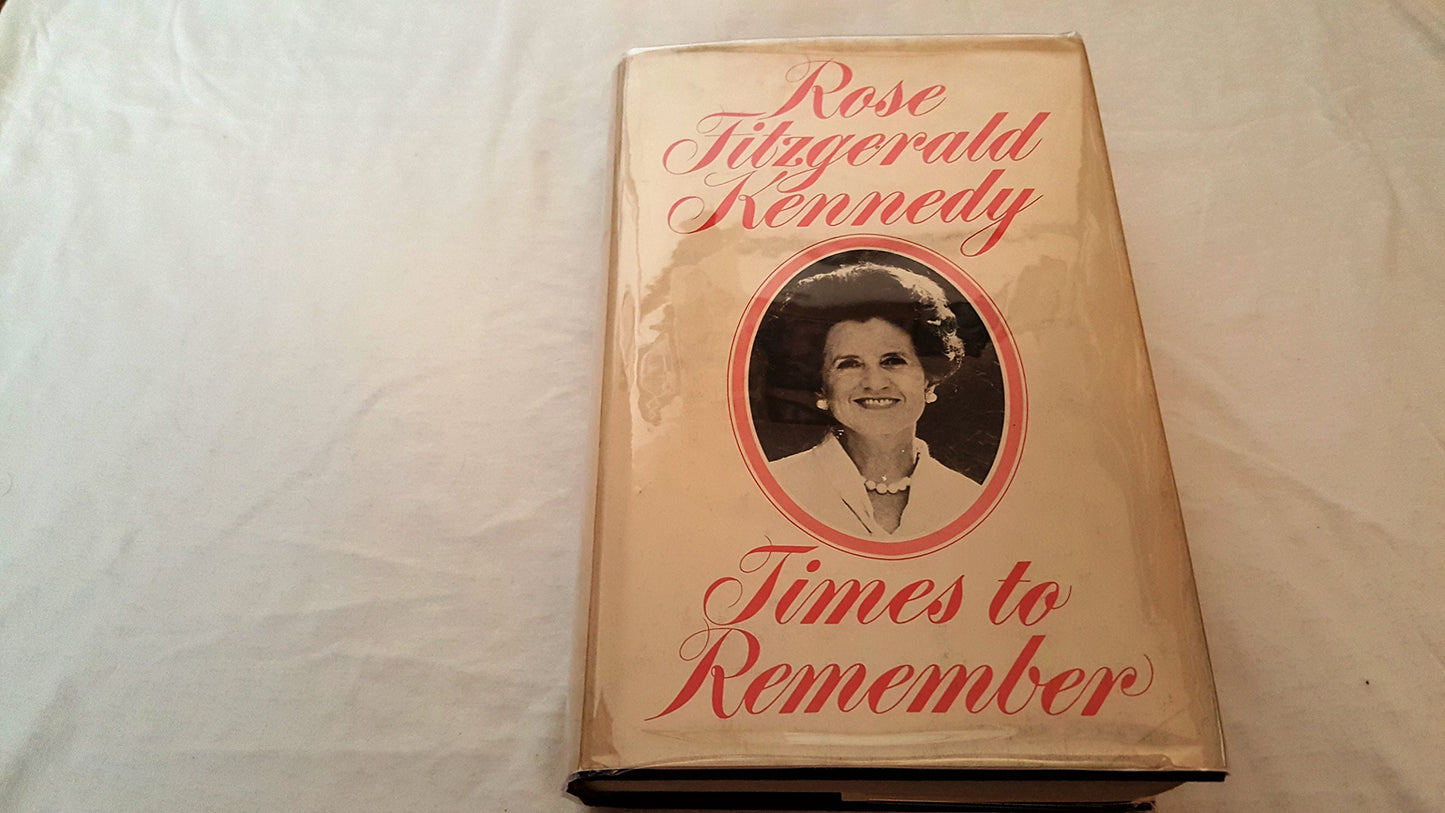 Rose
Fitzgerald
Kennedy
Times to
Remember